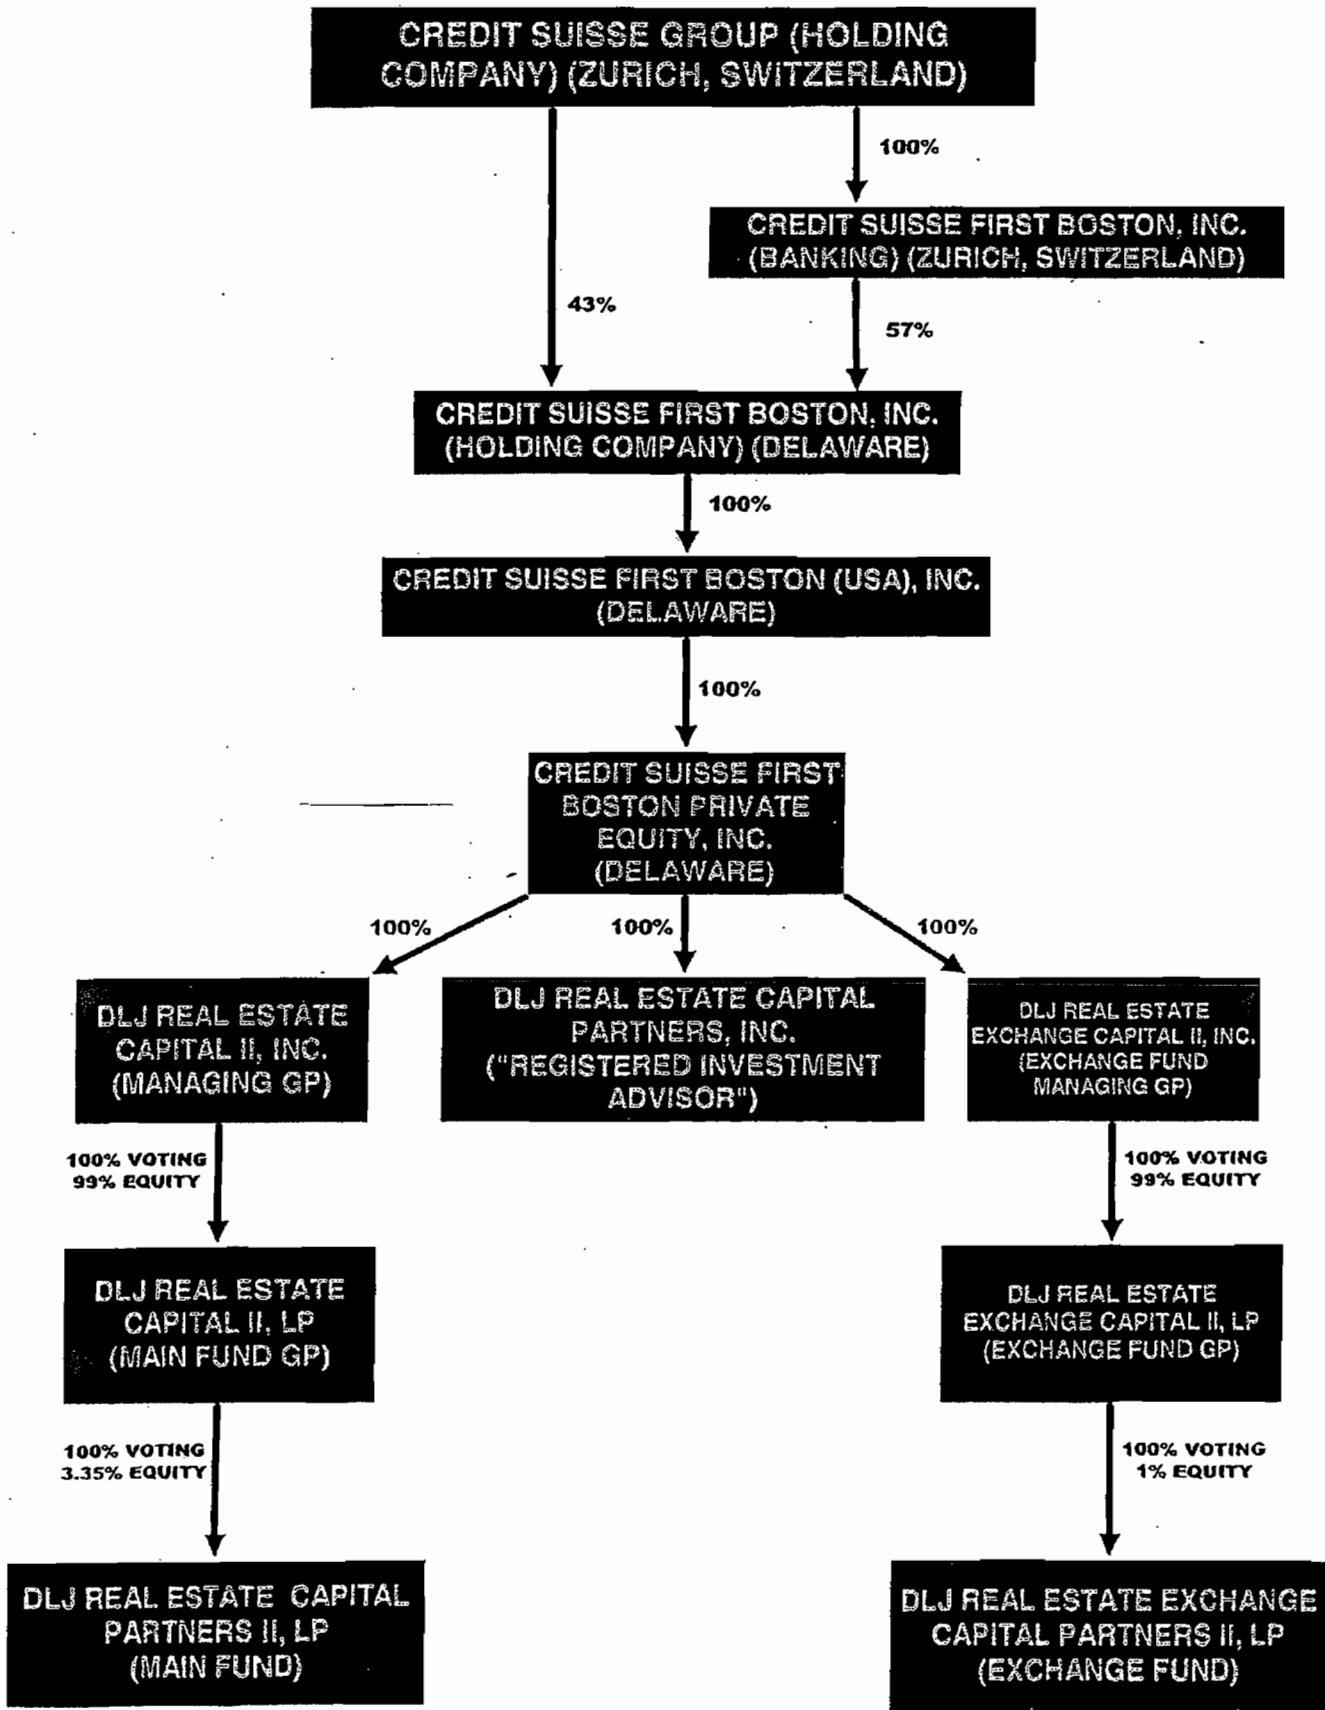 CREDIT SUISSE GROUP (HOLDING
COMPANY) (ZURICH, SWITZERLAND)
100%
CREDIT SUISSE FIRST BOSTON, INC.
(BANKING) (ZURICH, SWITZERLAND)
43%
57%
CREDIT SUISSE FIRST BOSTON, INC.
(HOLDING COMPANY) (DELAWARE)
100%
CREDIT SUISSE FIRST BOSTON (USA), INC.
(DELAWARE)
100%
CREDIT SUISSE FIRST
BOSTON PRIVATE
EQUITY, INC.
(DELAWARE)
100%
100%
100%
DLJ REAL ESTATE
CAPITAL II, INC.
(MANAGING GP)
DLJ REAL ESTATE CAPITAL
PARTNERS, INC.
("REGISTERED INVESTMENT
ADVISOR")
DLJ REAL ESTATE
EXCHANGE CAPITAL II, INC.
(EXCHANGE FUND
MANAGING GP)
100% VOTING
99% EQUITY
100% VOTING
99% EQUITY
DLJ REAL ESTATE
CAPITAL II, LP
(MAIN FUND GP)
DLJ REAL ESTATE
EXCHANGE CAPITAL II, LP
(EXCHANGE FUND GP)
100% VOTING
3.35% EQUITY
100% VOTING
1% EQUITY
DLJ REAL ESTATE CAPITAL
PARTNERS II, LP
(MAIN FUND)
DLJ REAL ESTATE EXCHANGE
CAPITAL PARTNERS II, LP
(EXCHANGE FUND)